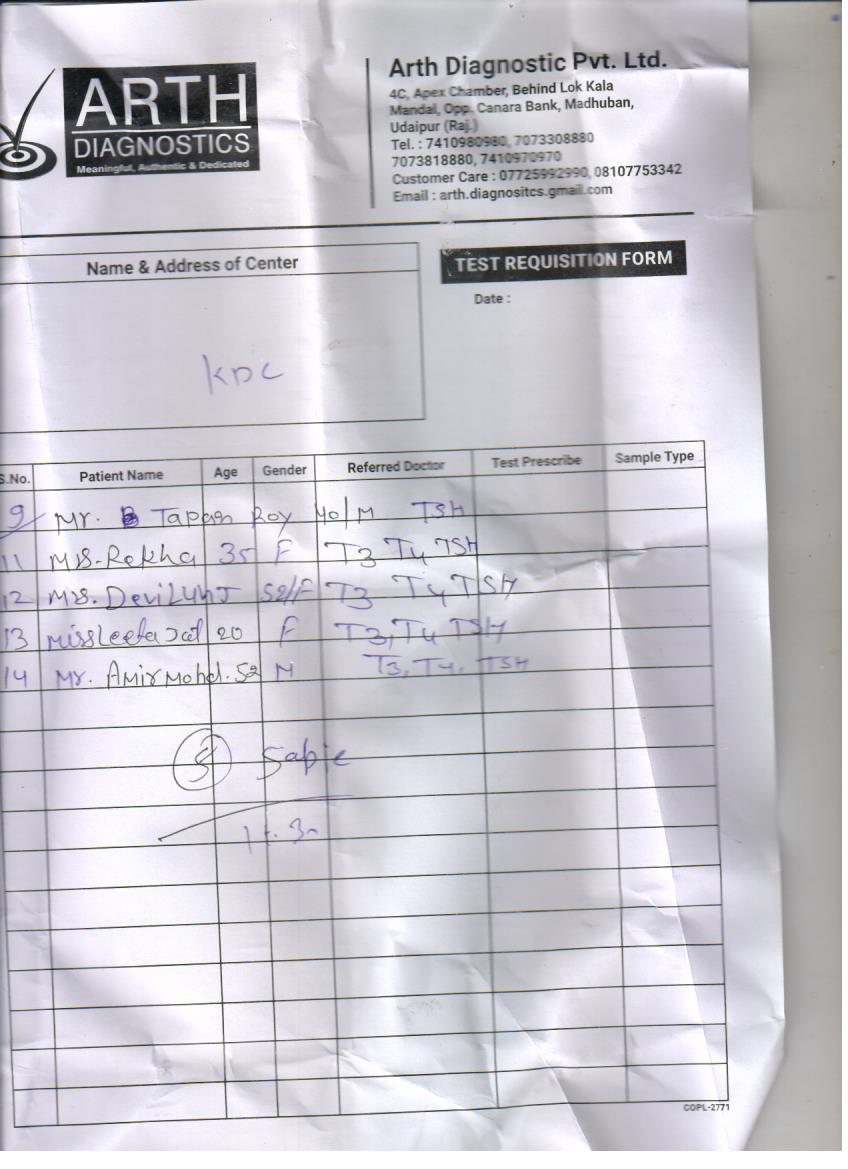 ARTH
DIAGNOSTICS
Meaningful, Authentic & Dedicated
Arth Diagnostic Pvt. Ltd.
4C, Apex Chamber, Behind Lok Kala
Mandal, Opp. Canara Bank, Madhuban,
Udaipur (Raj.)
Tel. : 7410980980, 7073308880
7073818880, 7410970970
Customer Care : 07725992990, 08107753342
Email : arth.diagnositcs.gmail.com
Name & Address of Center
TEST REQUISITION FORM
Date :
KDC
S.No. Patient Name Age Gender Referred Doctor Test Prescribe Sample Type
9 Mr. Tapan Roy 40/M TSH
11 Mrs. Rekha 35 F T3 T4 TSH
12 Mrs. Devi 52/F T3 T4 TSH
13 Miss Leela Jat 20 F T3, T4 TSH
14 Mr. Amir Mohd. 52 M T3, T4, TSH
COPL-2771